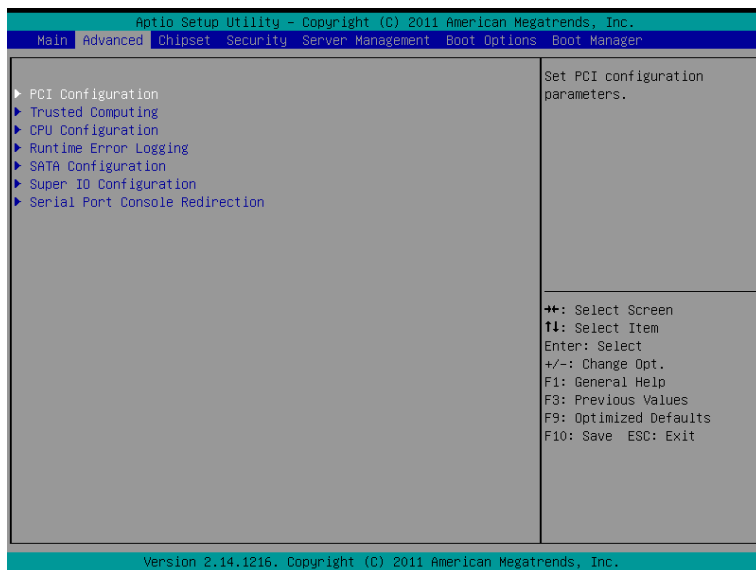 Aptio Setup Utility – Copyright (C) 2011 American Megatrends, Inc.
Main Advanced Chipset Security Server Management Boot Options Boot Manager
PCI Configuration
Trusted Computing
CPU Configuration
Runtime Error Logging
SATA Configuration
Super IO Configuration
Serial Port Console Redirection
Set PCI configuration
parameters.
→←: Select Screen
↑↓: Select Item
Enter: Select
+/-: Change Opt.
F1: General Help
F3: Previous Values
F9: Optimized Defaults
F10: Save  ESC: Exit
Version 2.14.1216. Copyright (C) 2011 American Megatrends, Inc.